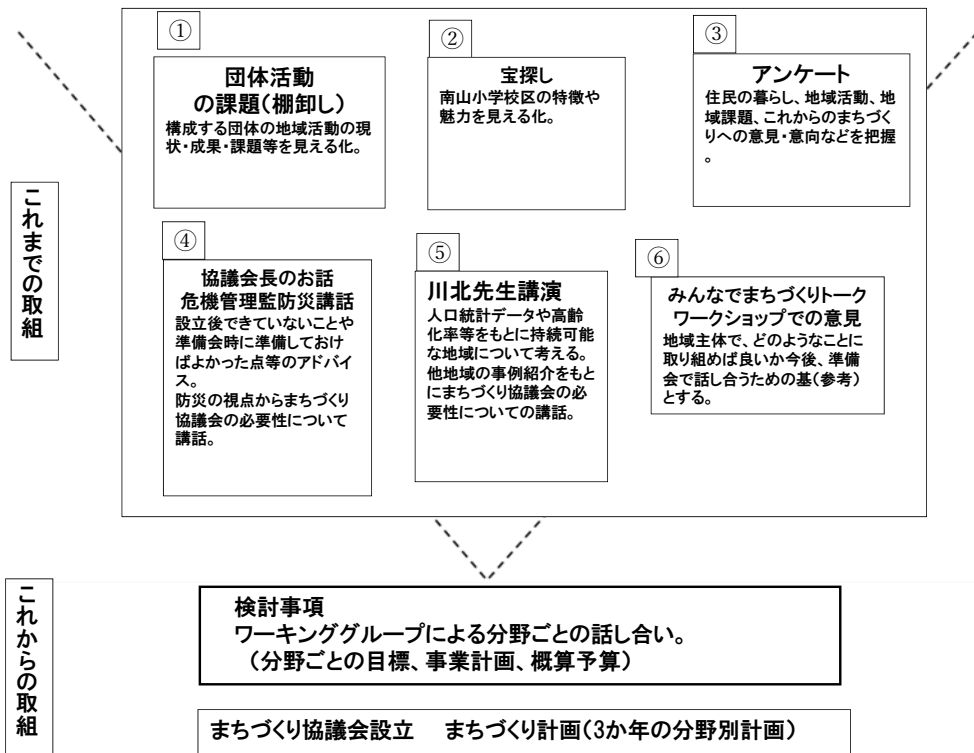 これまでの取組
①
団体活動
の課題(棚卸し)
構成する団体の地域活動の現
状・成果・課題等を見える化。
②
宝探し
南山小学校区の特徴や
魅力を見える化。
③
アンケート
住民の暮らし、地域活動、地
域課題、これからのまちづく
りへの意見・意向などを把握
。
④
協議会長のお話
危機管理監防災講話
設立後できていないことや
準備会時に準備しておけ
ばよかった点等のアドバイ
ス。
防災の視点からまちづくり
協議会の必要性について
講話。
⑤
川北先生講演
人口統計データや高齢
化率等をもとに持続可能
な地域について考える。
他地域の事例紹介をもと
にまちづくり協議会の必
要性についての講話。
⑥
みんなでまちづくりトーク
ワークショップでの意見
地域主体で、どのようなことに
取り組めば良いか今後、準備
会で話し合うための基(参考)
とする。
これからの取組
検討事項
ワーキンググループによる分野ごとの話し合い。
(分野ごとの目標、事業計画、概算予算)
まちづくり協議会設立 まちづくり計画(3か年の分野別計画)